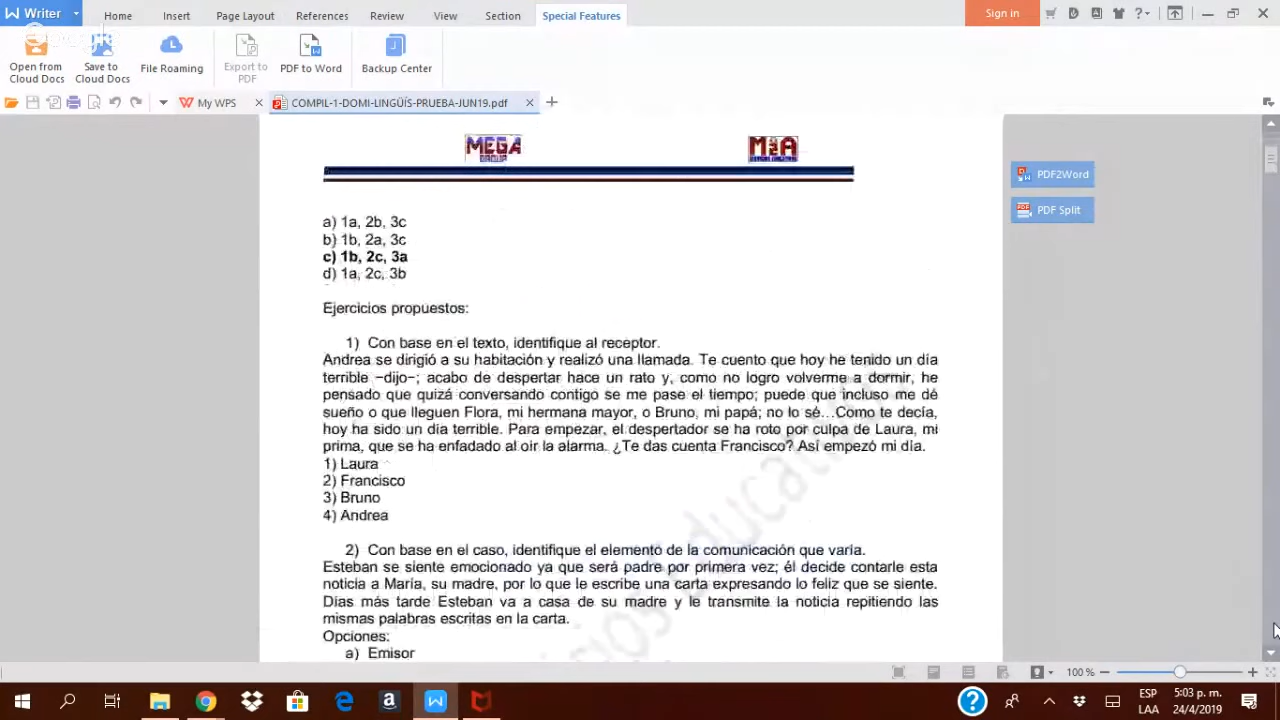 Writer
Home Insert Page Layout References Review View Section Special Features
Sign in
Open from Cloud Docs
Save to Cloud Docs
File Roaming
Export to PDF
PDF to Word
Backup Center
My WPS
COMPIL-1-DOMI-LINGÜÍS-PRUEBA-JUN19.pdf
MEGA
PDF2Word
PDF Split
a) 1a, 2b, 3c
b) 1b, 2a, 3c
c) 1b, 2c, 3a
d) 1a, 2c, 3b
Ejercicios propuestos:
1) Con base en el texto, identifique al receptor.
Andrea se dirigió a su habitación y realizó una llamada. Te cuento que hoy he tenido un día
terrible −dijo−; acabo de despertar hace un rato y, como no logro volverme a dormir, he
pensado que quizá conversando contigo se me pase el tiempo; puede que incluso me dé
sueño o que lleguen Flora, mi hermana mayor, o Bruno, mi papá; no lo sé…Como te decía,
hoy ha sido un día terrible. Para empezar, el despertador se ha roto por culpa de Laura, mi
prima, que se ha enfadado al oír la alarma. ¿Te das cuenta Francisco? Así empezó mi día.
1) Laura
2) Francisco
3) Bruno
4) Andrea
2) Con base en el caso, identifique el elemento de la comunicación que varía.
Esteban se siente emocionado ya que será padre por primera vez; él decide contarle esta
noticia a María, su madre, por lo que le escribe una carta expresando lo feliz que se siente.
Días más tarde Esteban va a casa de su madre y le transmite la noticia repitiendo las
mismas palabras escritas en la carta.
Opciones:
a) Emisor
100 %
ESP
LAA
5:03 p. m.
24/4/2019